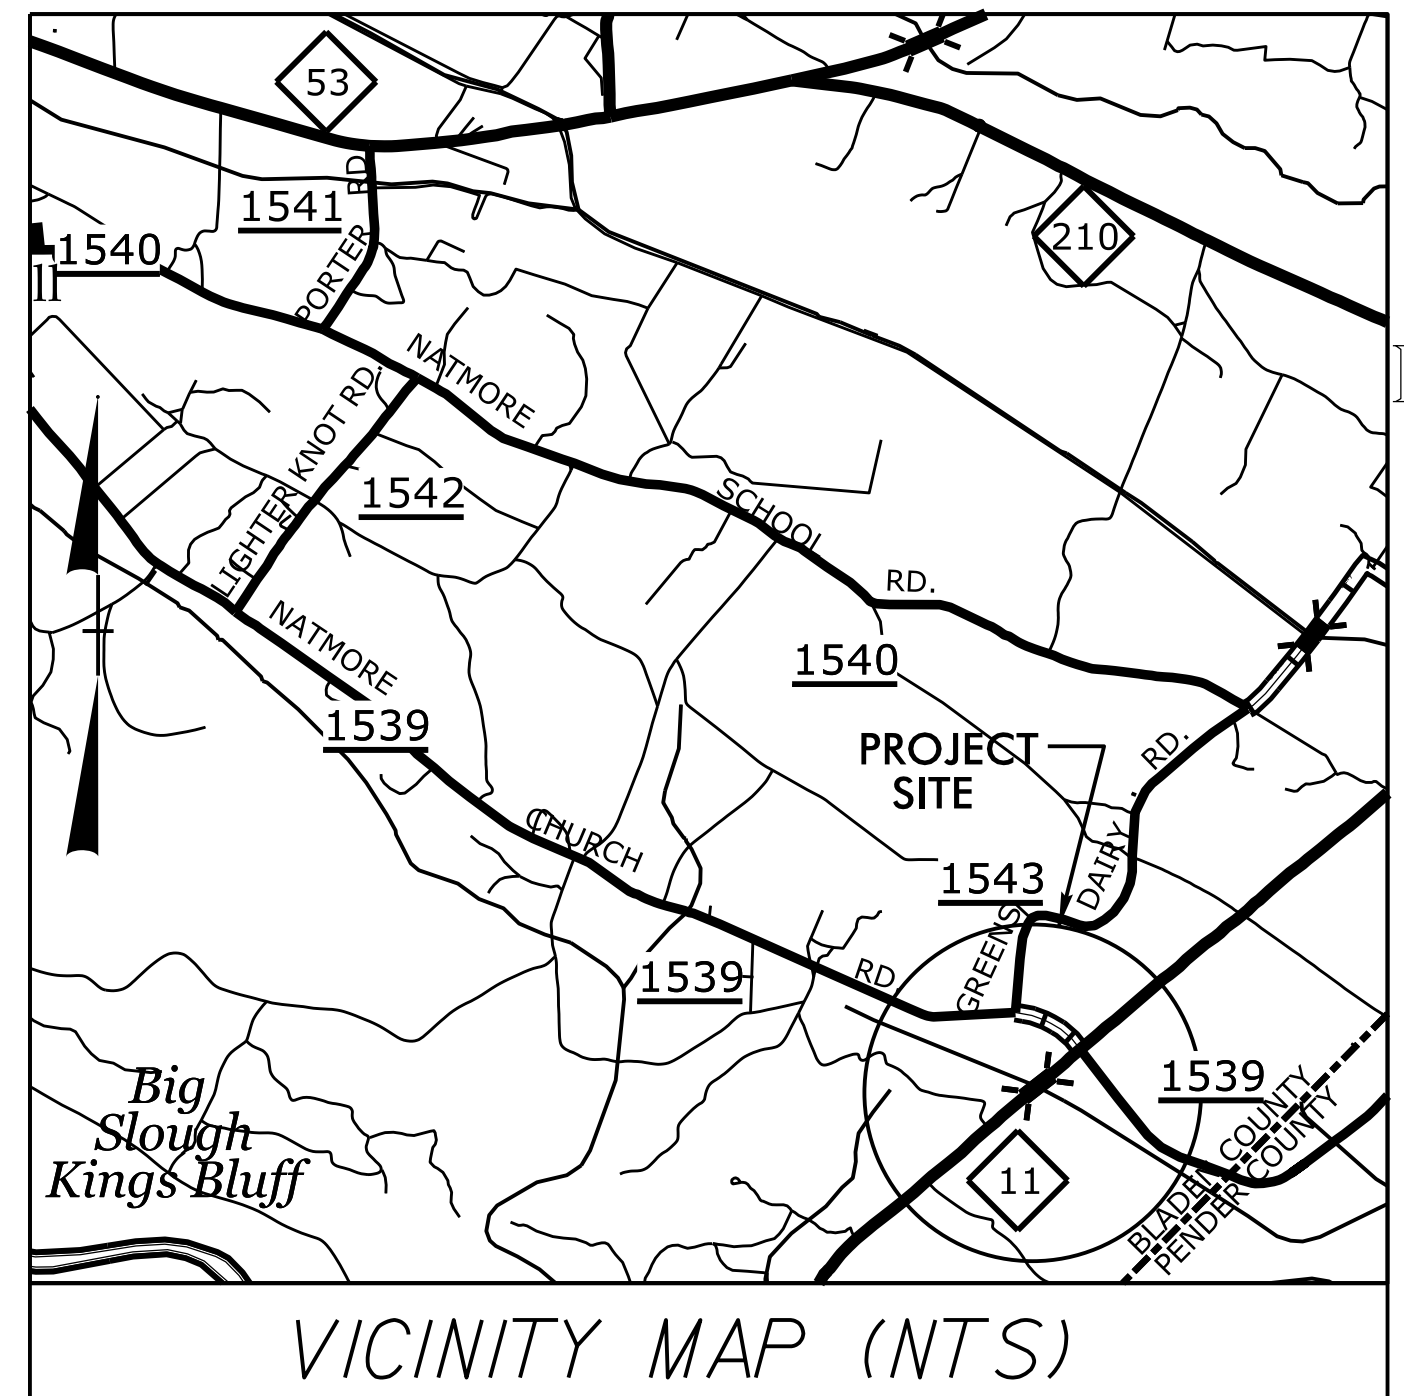 53
RD
1541
PORTER
1540
ll
210
NATMORE
LIGHTER KNOT RD.
1542
SCHOOL
RD.
NATMORE
1540
1539
PROJECT
SITE
RD.
CHURCH
DAIRY
1543
GREENS
1539
RD.
1539
Big
Slough
Kings Bluff
11
BLADEN COUNTY
PENDER COUNTY
VICINITY MAP (NTS)